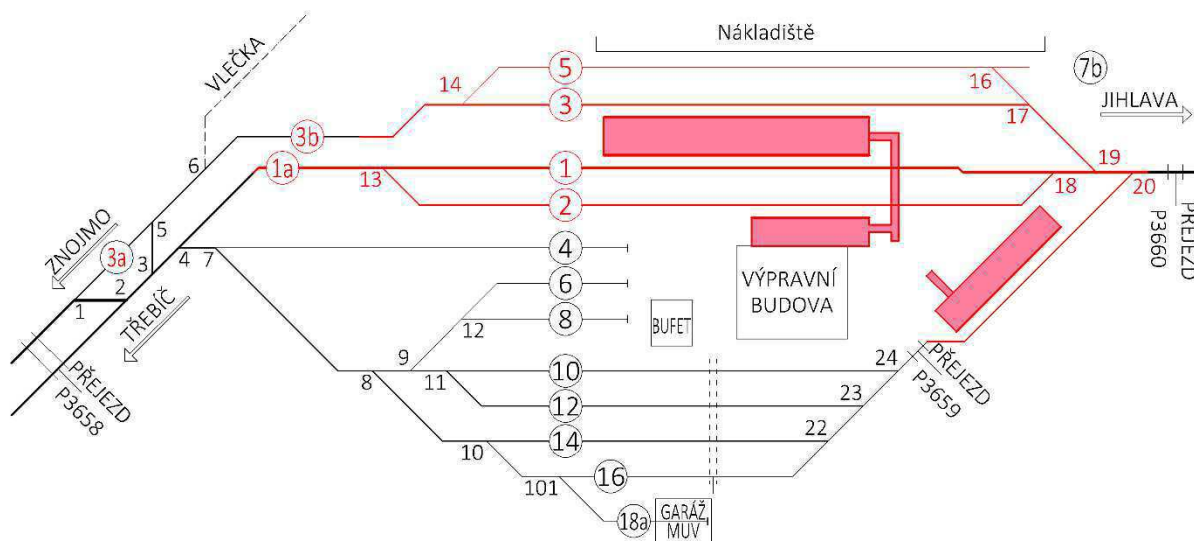 Nákladiště
VLEČKA
5
7b
14
16
JIHLAVA
3
17
3b
6
1a
1
19
13
18
20
2
5
ZNOJMO
3a
3
4
7
4
PŘEJEZD
P3660
2
1
TŘEBÍČ
6
VÝPRAVNÍ
BUDOVA
8
12
BUFET
PŘEJEZD
P3658
9
8
11
10
24
PŘEJEZD
P3659
12
23
10
14
22
101
16
18a
GARÁŽ
MUV